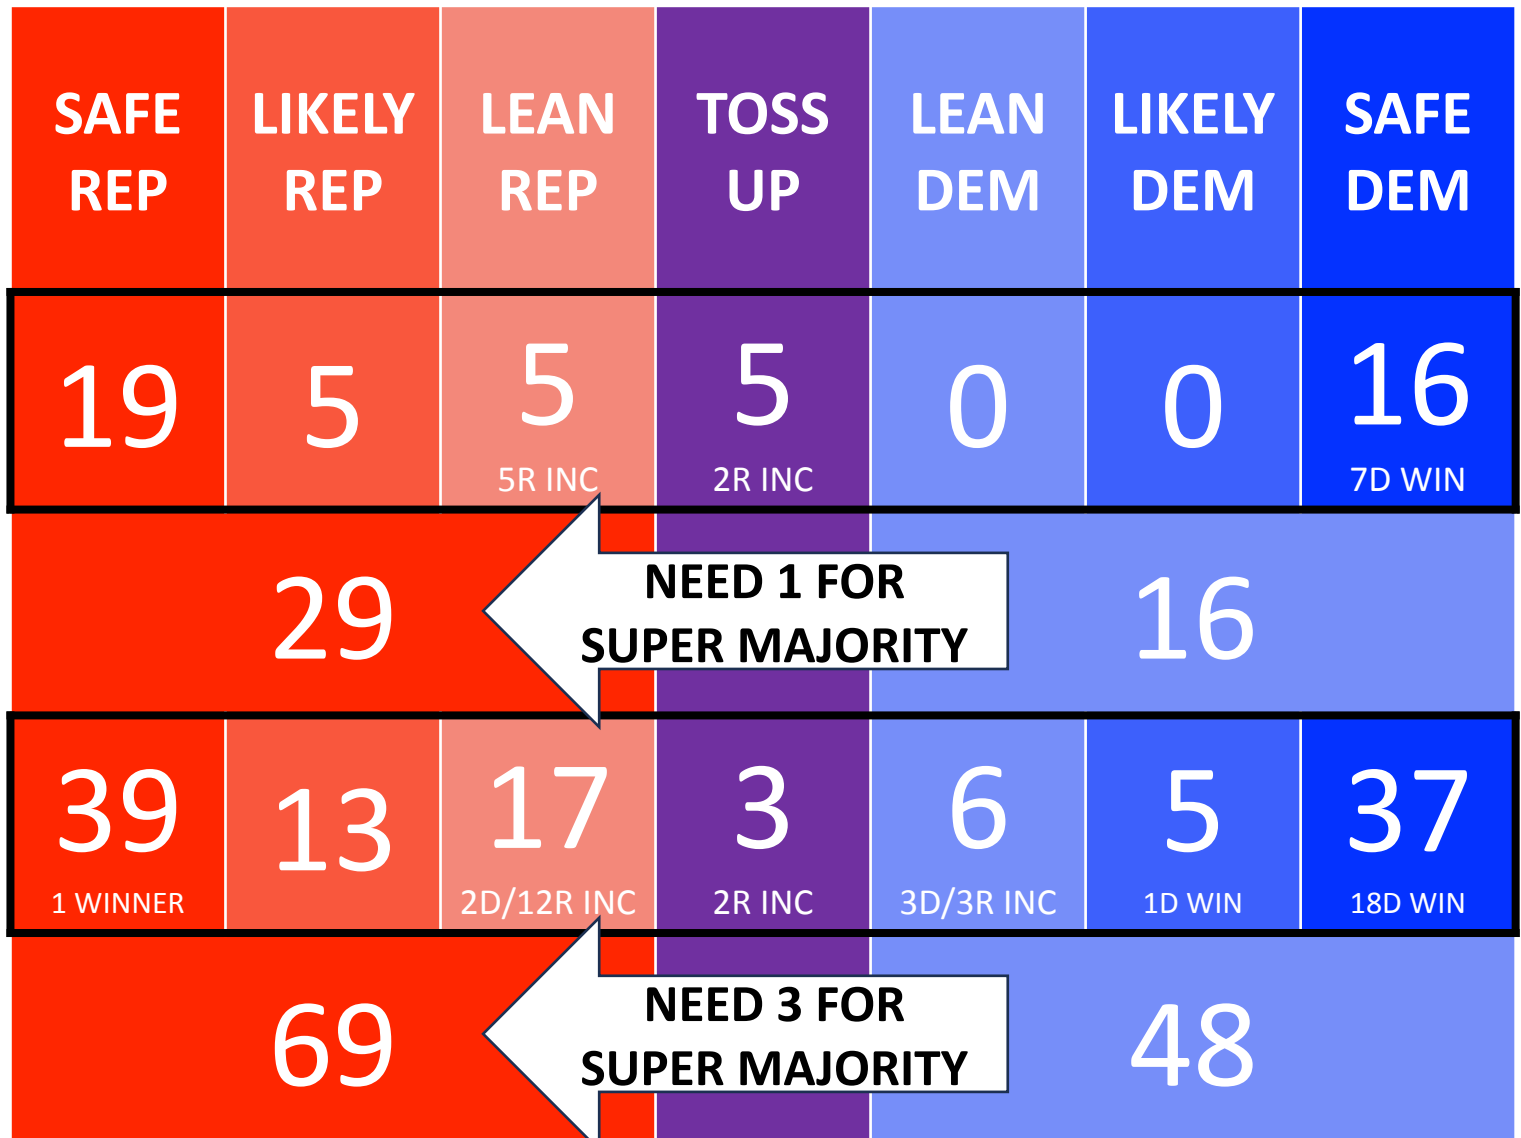 SAFE REP
LIKELY REP
LEAN REP
TOSS UP
LEAN DEM
LIKELY DEM
SAFE DEM
19
5
5
5R INC
5
2R INC
0
0
16
7D WIN
29
NEED 1 FOR
SUPER MAJORITY
16
39
1 WINNER
13
17
2D/12R INC
3
2R INC
6
3D/3R INC
5
1D WIN
37
18D WIN
69
NEED 3 FOR
SUPER MAJORITY
48